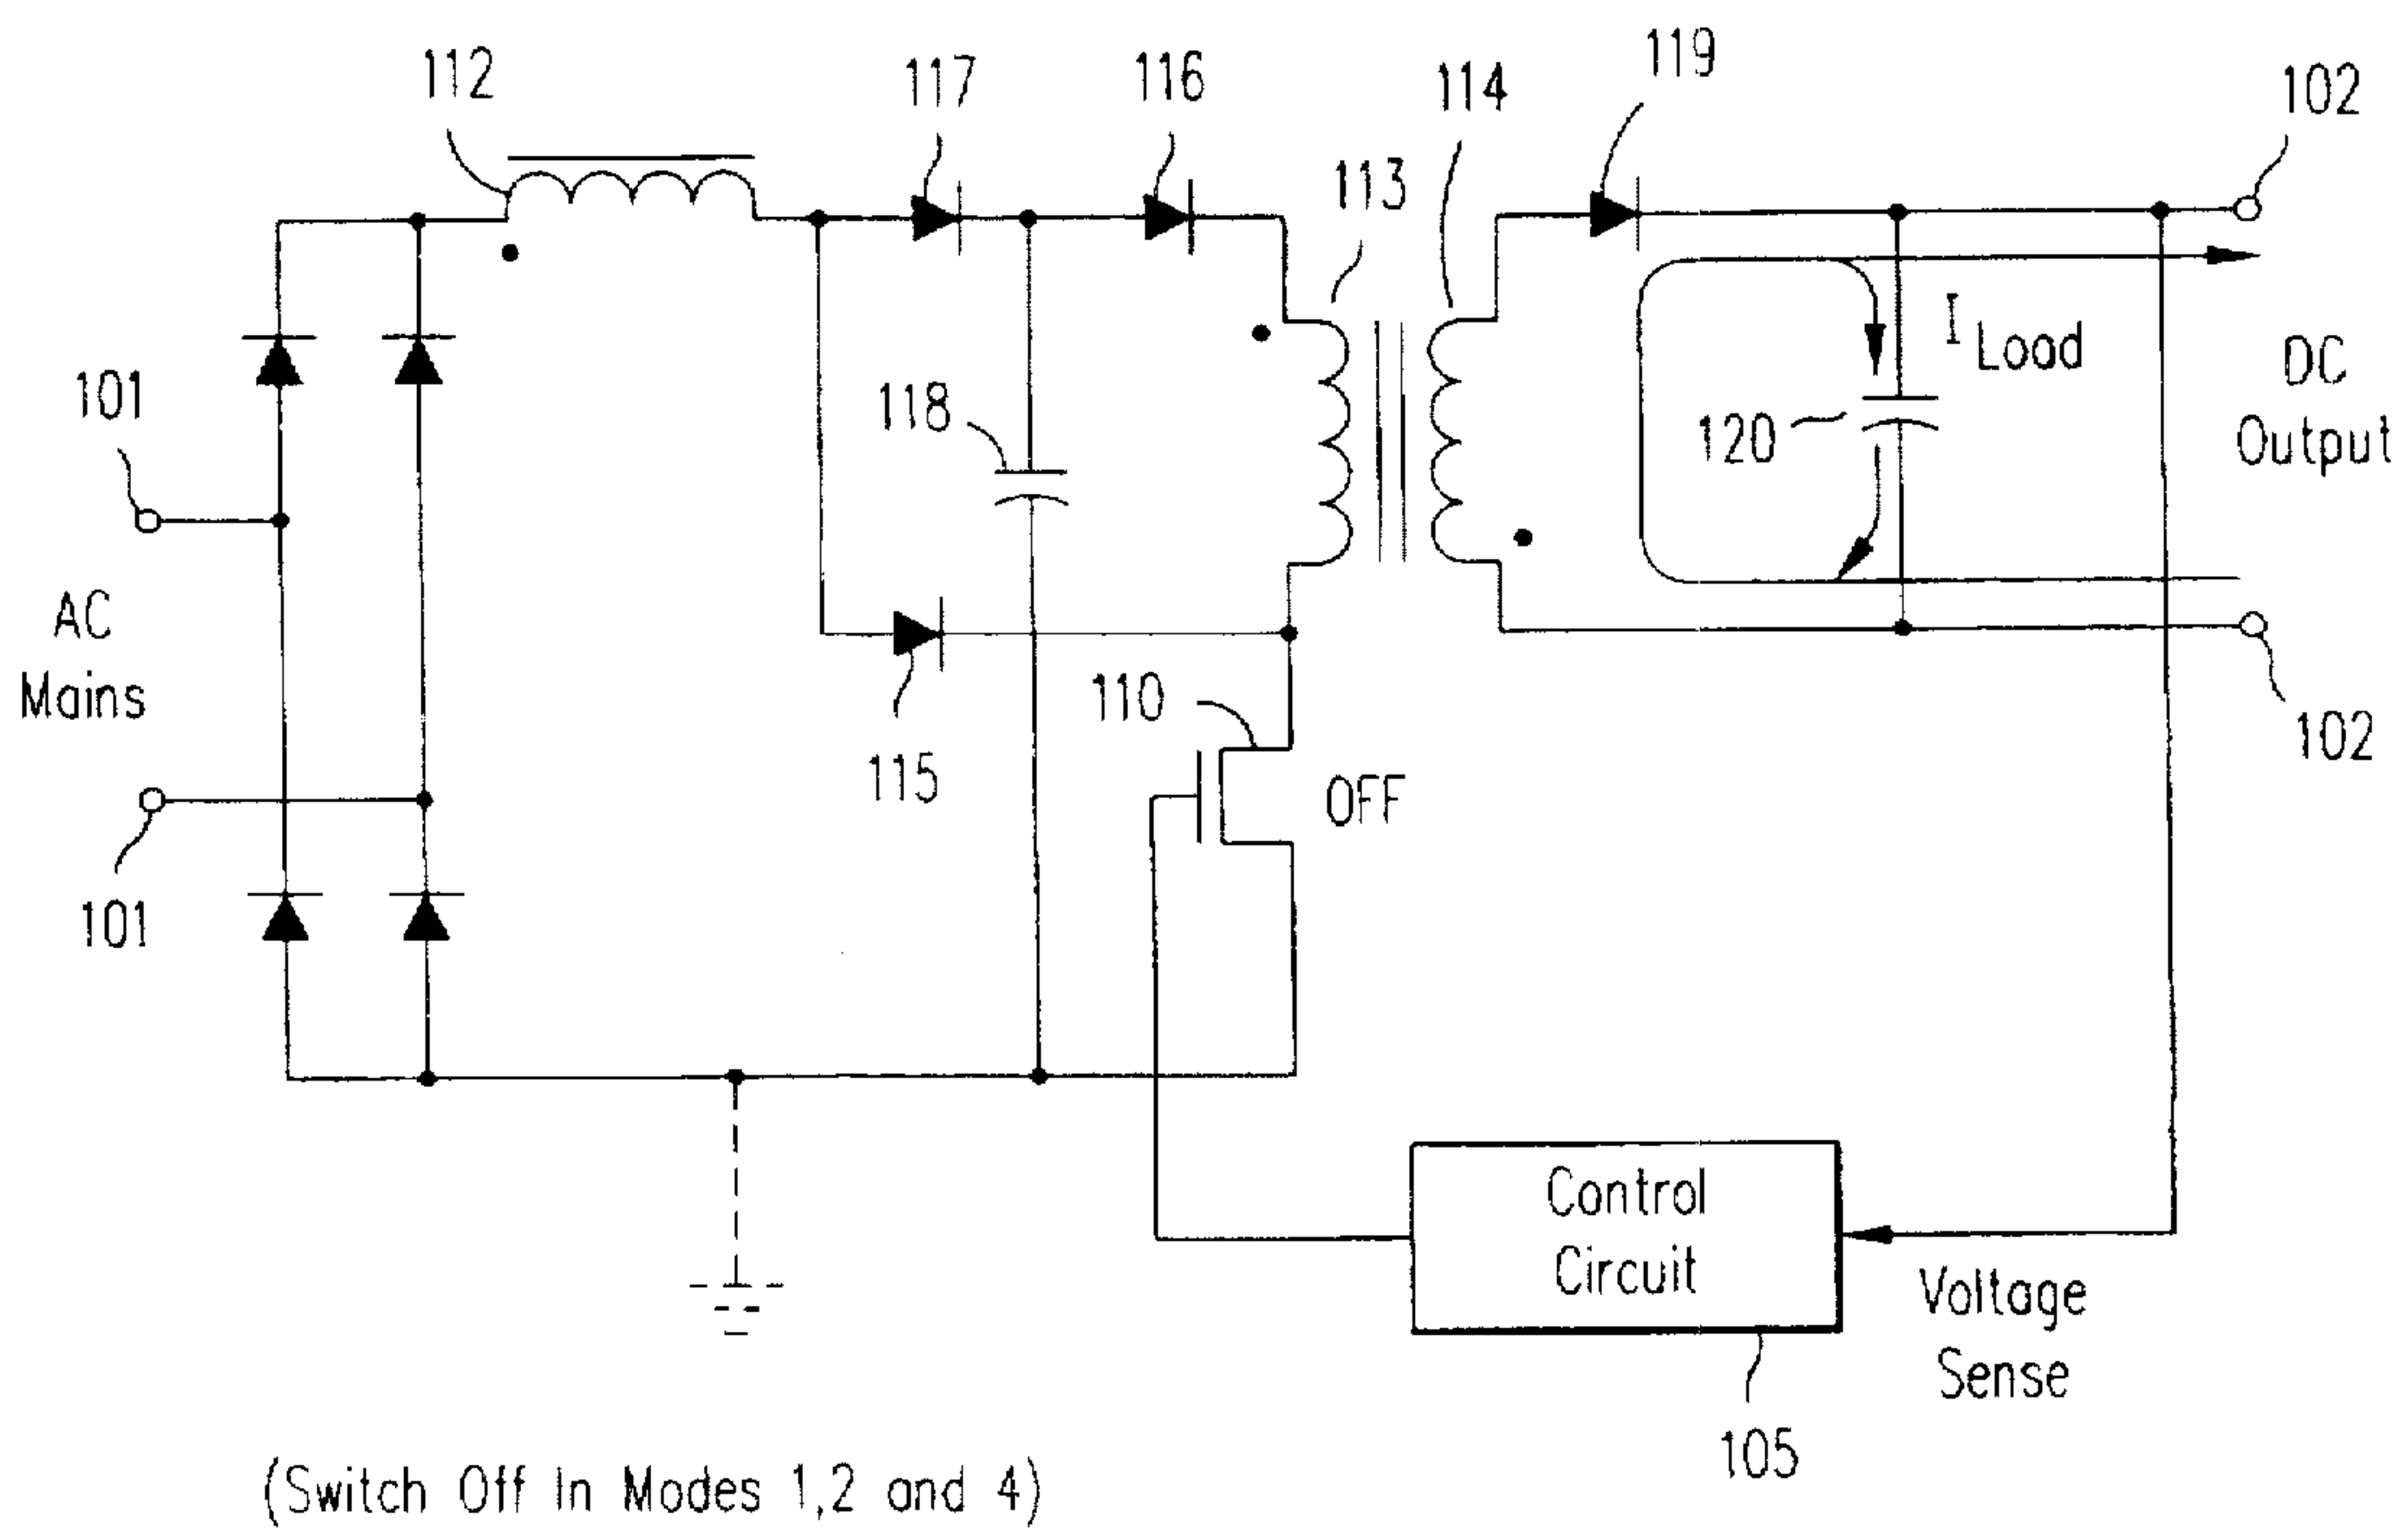 112
117
116
114
119
102
113
101
118
I Load
DC
Output
120
AC
Mains
110
115
OFF
102
101
Control
Circuit
Voltage
Sense
105
(Switch Off In Modes 1,2 and 4)